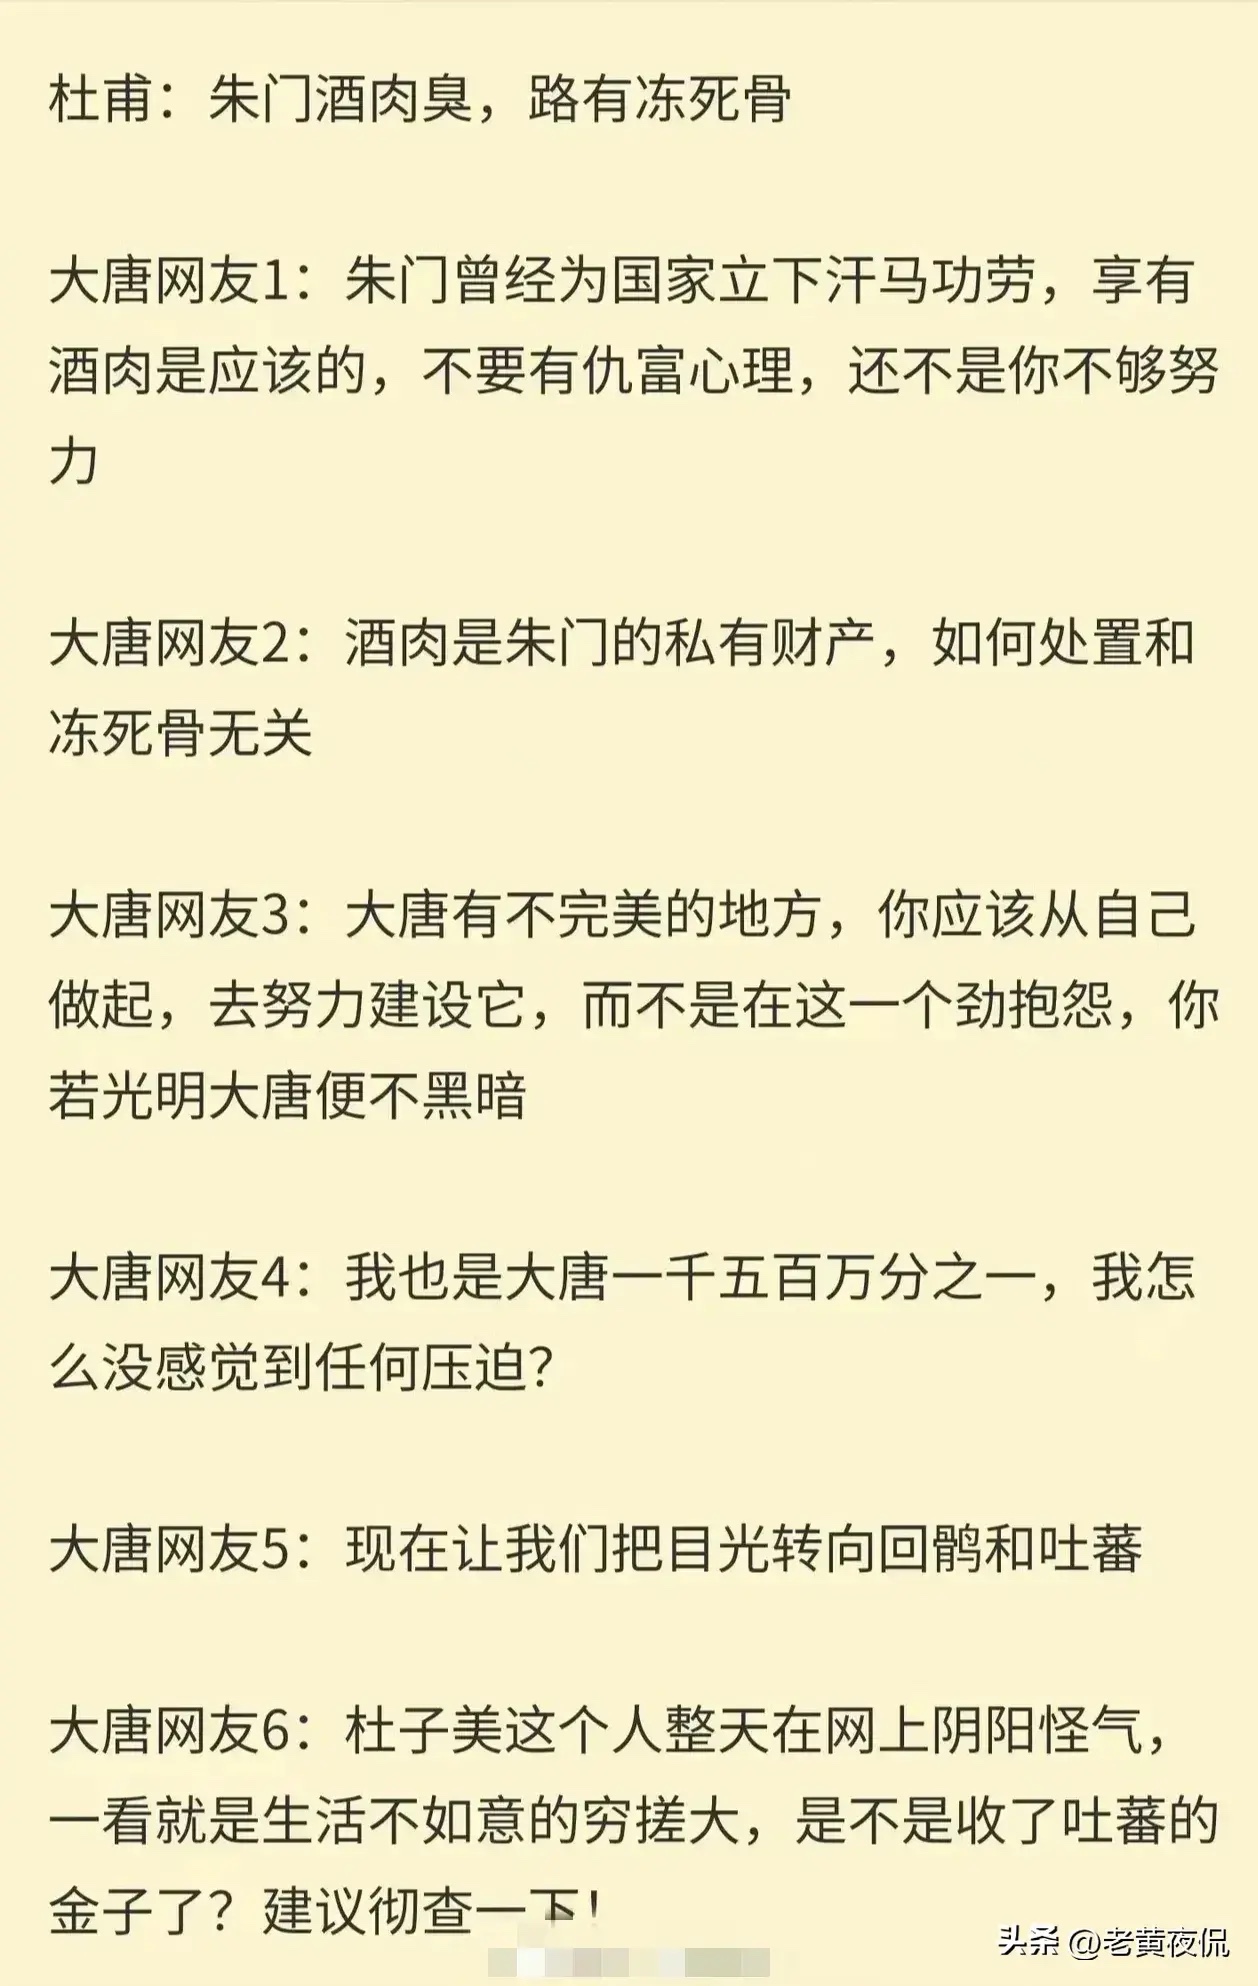 杜甫：朱门酒肉臭，路有冻死骨
大唐网友1：朱门曾经为国家立下汗马功劳，享有
酒肉是应该的，不要有仇富心理，还不是你不够努
力
大唐网友2：酒肉是朱门的私有财产，如何处置和
冻死骨无关
大唐网友3：大唐有不完美的地方，你应该从自己
做起，去努力建设它，而不是在这一个劲抱怨，你
若光明大唐便不黑暗
大唐网友4：我也是大唐一千五百万分之一，我怎
么没感觉到任何压迫？
大唐网友5：现在让我们把目光转向回鹘和吐蕃
大唐网友6：杜子美这个人整天在网上阴阳怪气，
一看就是生活不如意的穷搓大，是不是收了吐蕃的
金子了？建议彻查一下！
头条 @老黄夜侃